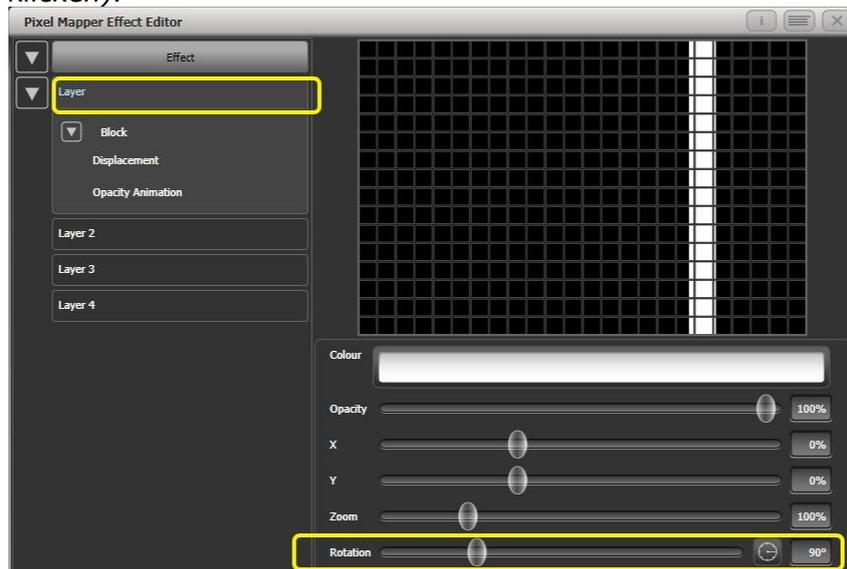 klicken).
Pixel Mapper Effect Editor
i
Effect
Layer
Block
Displacement
Opacity Animation
Layer 2
Layer 3
Layer 4
Colour
Opacity 100%
X 0%
Y 0%
Zoom 100%
Rotation 90°